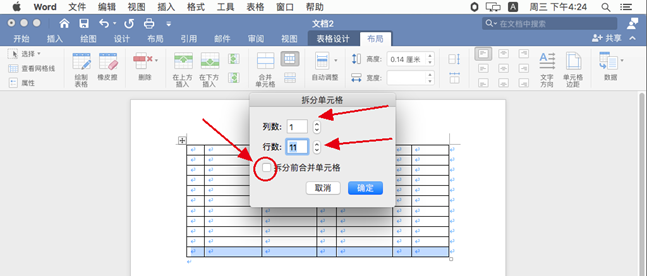 Word 文件 编辑 视图 插入 格式 工具 表格 窗口 帮助 周三 下午4:24
文档2
在文档中搜索
开始 插入 绘图 设计 布局 引用 邮件 审阅 视图 表格设计 布局 共享
选择
查看网格线
属性
绘制
表格
橡皮擦
删除
在上方
插入
在下方
插入
合并
单元格
自动调整
高度: 0.14 厘米
宽度:
文字
方向
单元格
边距
数据
拆分单元格
列数: 1
行数: 11
拆分前合并单元格
取消 确定